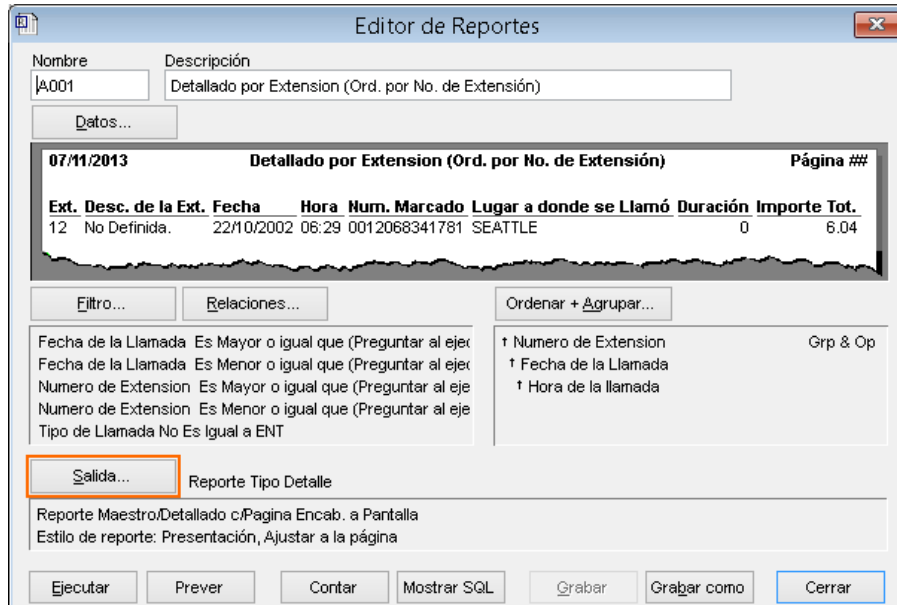 Editor de Reportes
Nombre Descripción
A001 Detallado por Extension (Ord. por No. de Extensión)
Datos...
07/11/2013 Detallado por Extension (Ord. por No. de Extensión) Página ##
Ext. Desc. de la Ext. Fecha Hora Num. Marcado Lugar a donde se Llamó Duración Importe Tot.
12 No Definida. 22/10/2002 06:29 0012068341781 SEATTLE 0 6.04
Filtro... Relaciones... Ordenar + Agrupar...
Fecha de la Llamada Es Mayor o igual que (Preguntar al ejec
Fecha de la Llamada Es Menor o igual que (Preguntar al ejec
Numero de Extension Es Mayor o igual que (Preguntar al eje
Numero de Extension Es Menor o igual que (Preguntar al eje
Tipo de Llamada No Es Igual a ENT
↑ Numero de Extension Grp & Op
↑ Fecha de la Llamada
↑ Hora de la llamada
Salida... Reporte Tipo Detalle
Reporte Maestro/Detallado c/Pagina Encab. a Pantalla
Estilo de reporte: Presentación, Ajustar a la página
Ejecutar Prever Contar Mostrar SQL Grabar Grabar como Cerrar